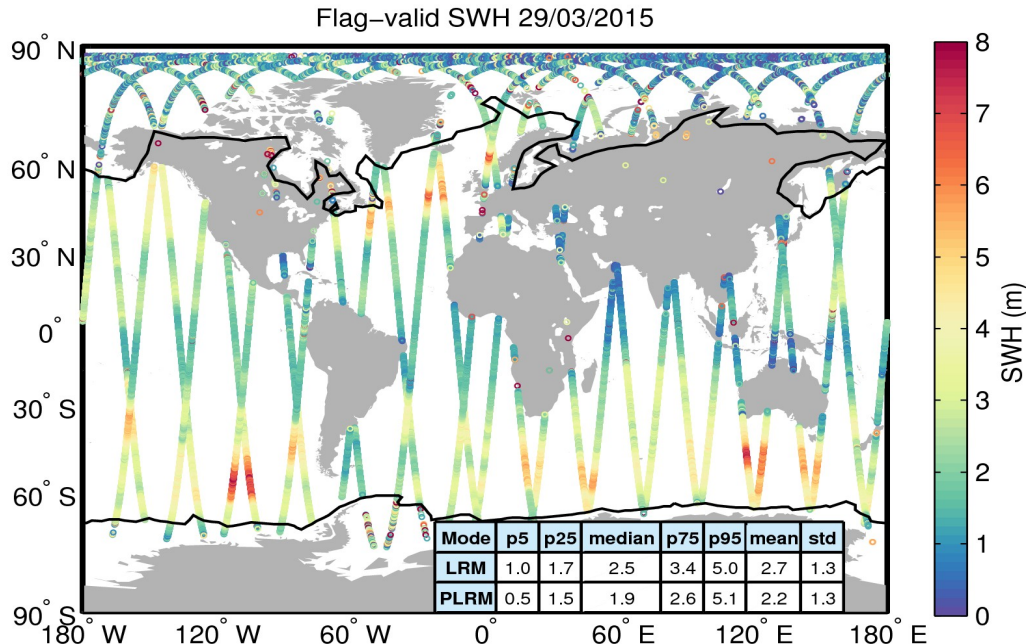 Flag−valid SWH 29/03/2015
90° N
60° N
30° N
0°
30° S
60° S
90° S
180° W
120° W
60° W
0°
60° E
120° E
180° E
8
7
6
5
4
3
2
1
0
SWH (m)
Mode p5 p25 median p75 p95 mean std
LRM 1.0 1.7 2.5 3.4 5.0 2.7 1.3
PLRM 0.5 1.5 1.9 2.6 5.1 2.2 1.3